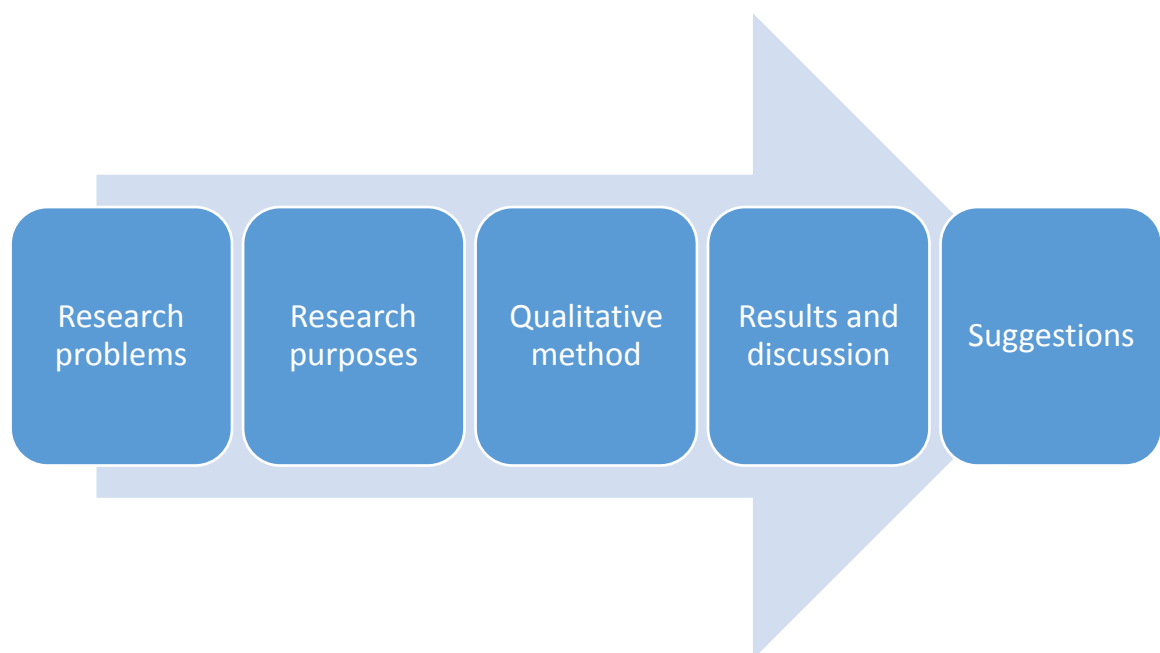 Research
problems
Research
purposes
Qualitative
method
Results and
discussion
Suggestions